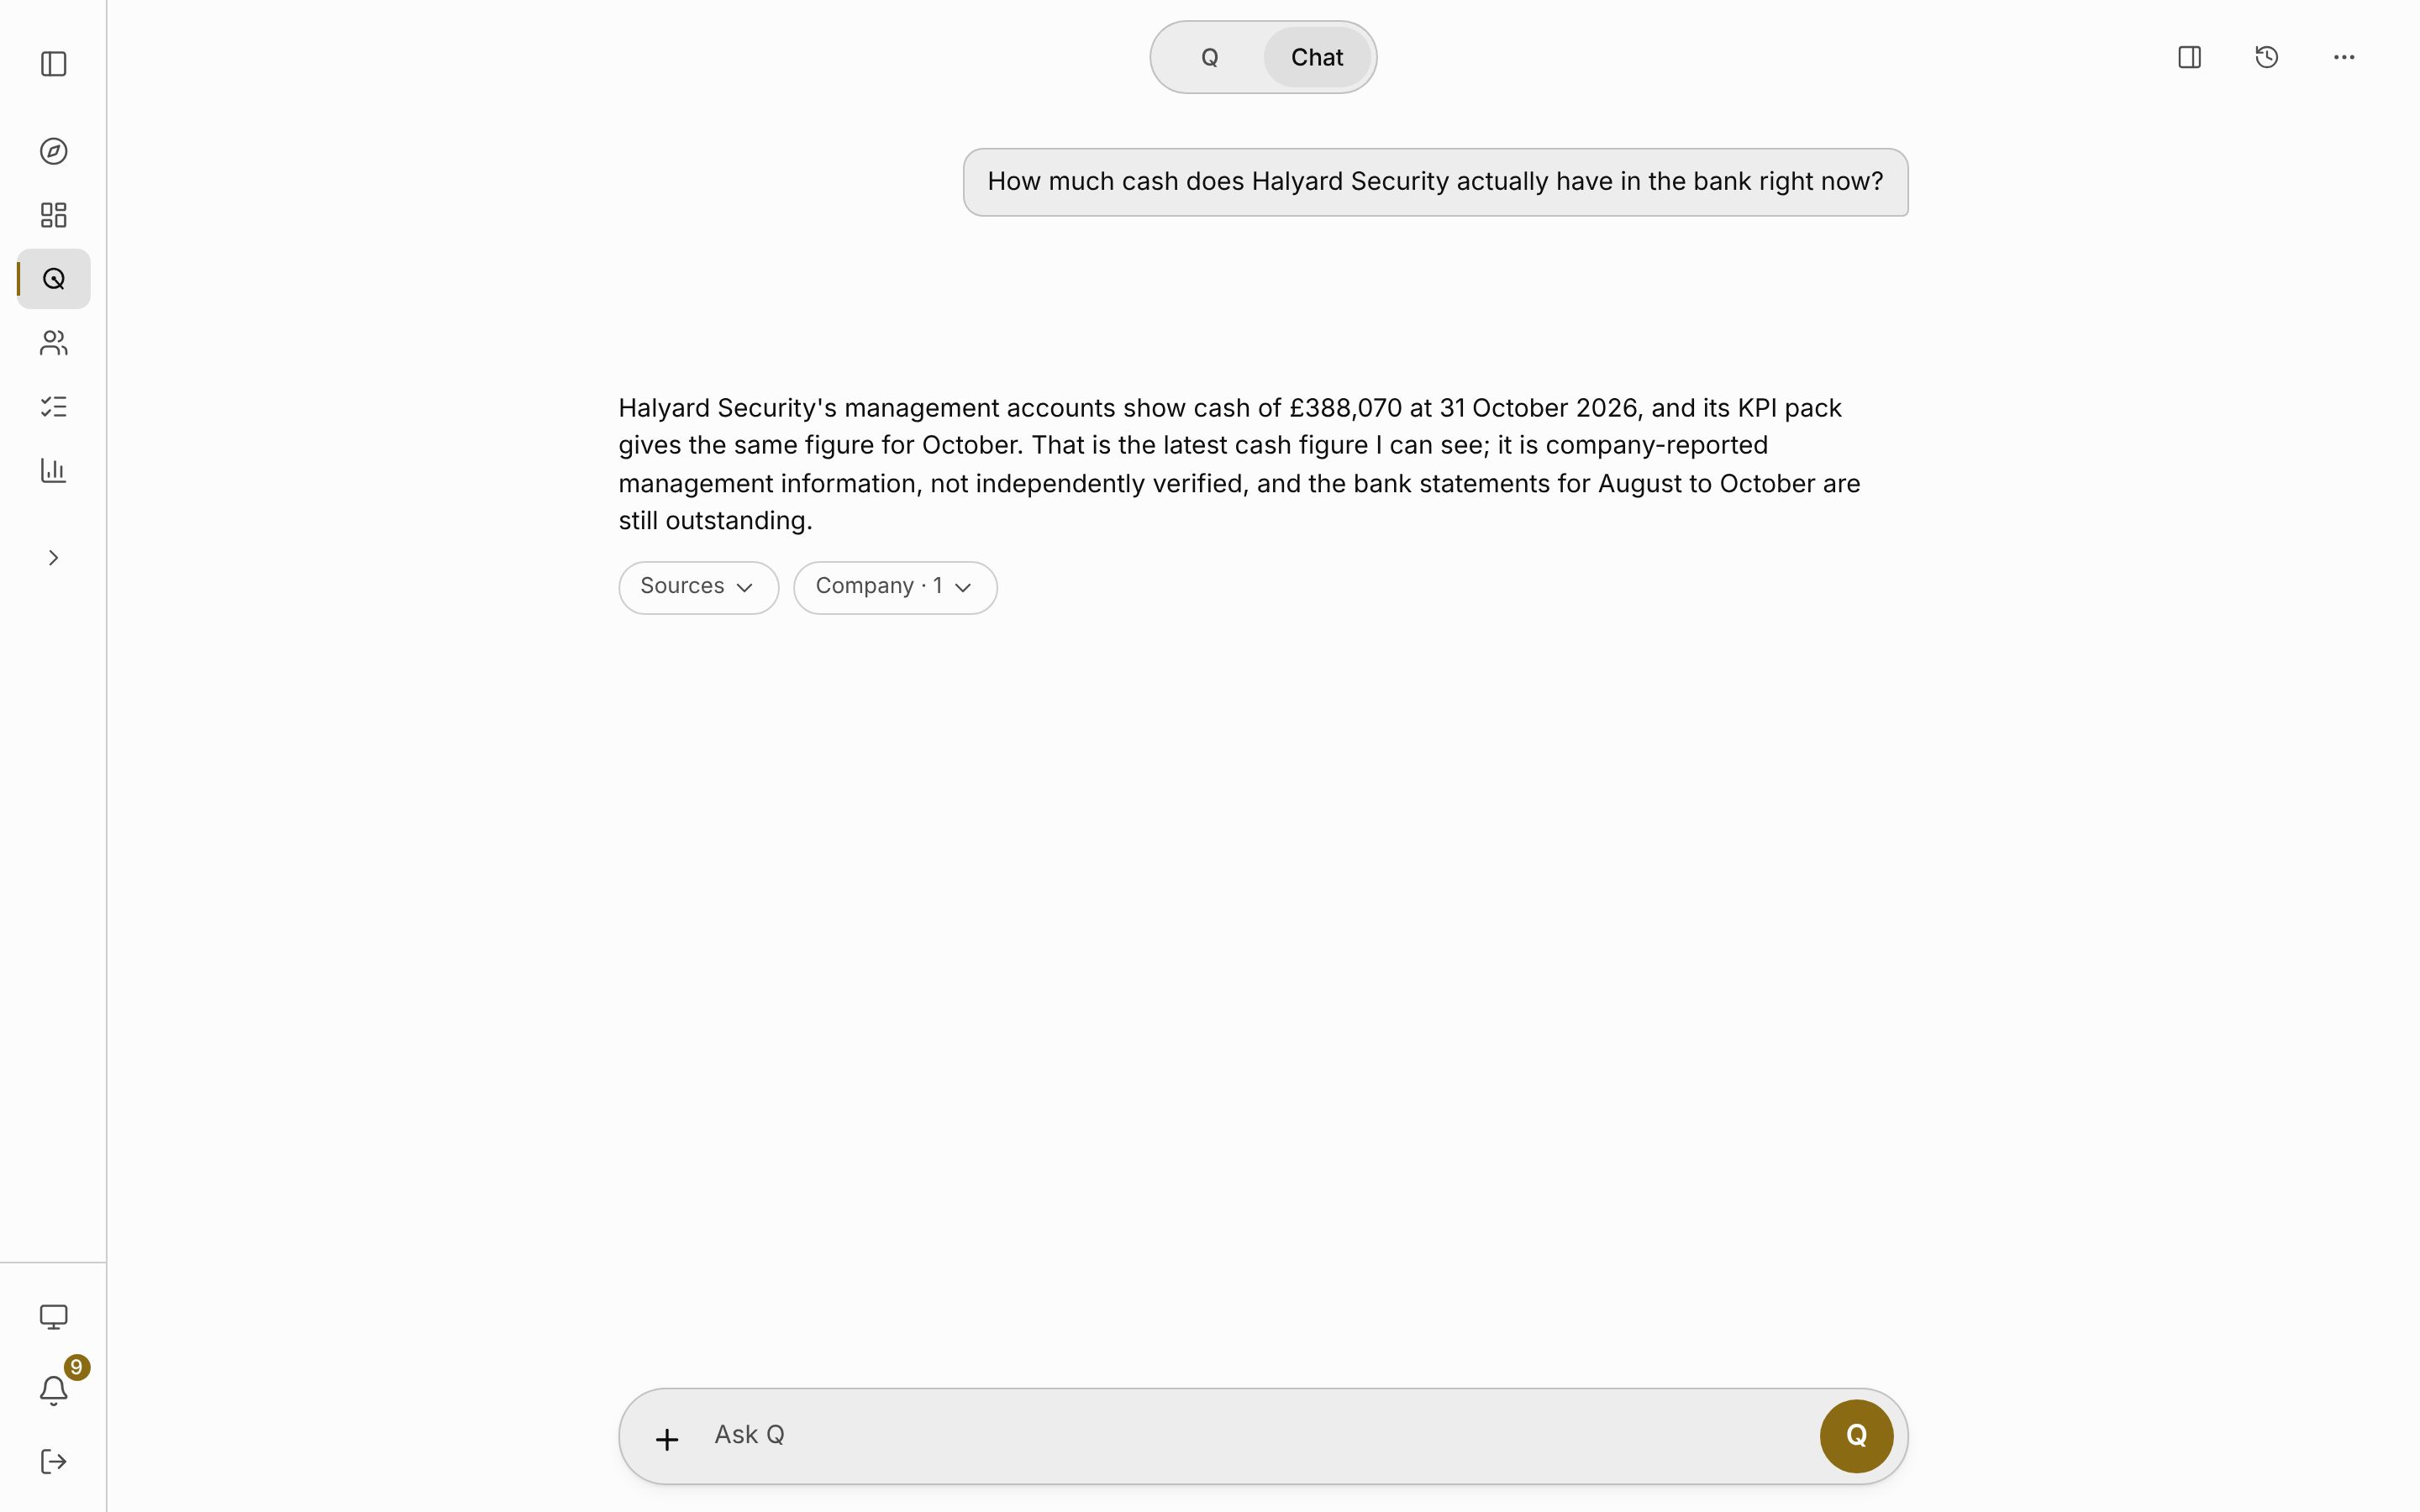 Q
Chat
How much cash does Halyard Security actually have in the bank right now?
Halyard Security's management accounts show cash of £388,070 at 31 October 2026, and its KPI pack
gives the same figure for October. That is the latest cash figure I can see; it is company-reported
management information, not independently verified, and the bank statements for August to October are
still outstanding.
Sources
Company · 1
9
Ask Q
Q